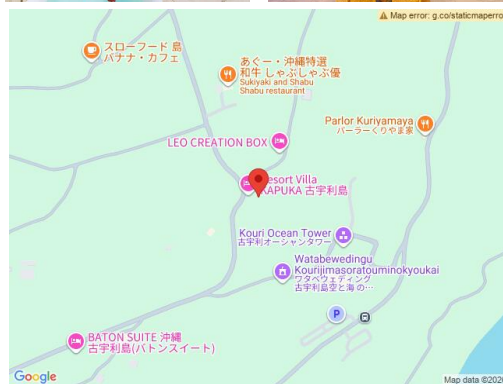 Map error: g.co/staticmaperro
スローフード 島
バナナ・カフェ
あぐー・沖縄特選
和牛 しゃぶしゃぶ優
Sukiyaki and Shabu
Shabu restaurant
Parlor Kuriyamaya
パーラーくりやま家
LEO CREATION BOX
esort Villa
KAPUKA 古宇利島
Kouri Ocean Tower
古宇利オーシャンタワー
Watabewedingu
Kourijimasoratouminokyoukai
ワタベウェディング
古宇利島空と海 の…
P
BATON SUITE 沖縄
古宇利島(バトンスイート)
Google
Map data ©2026